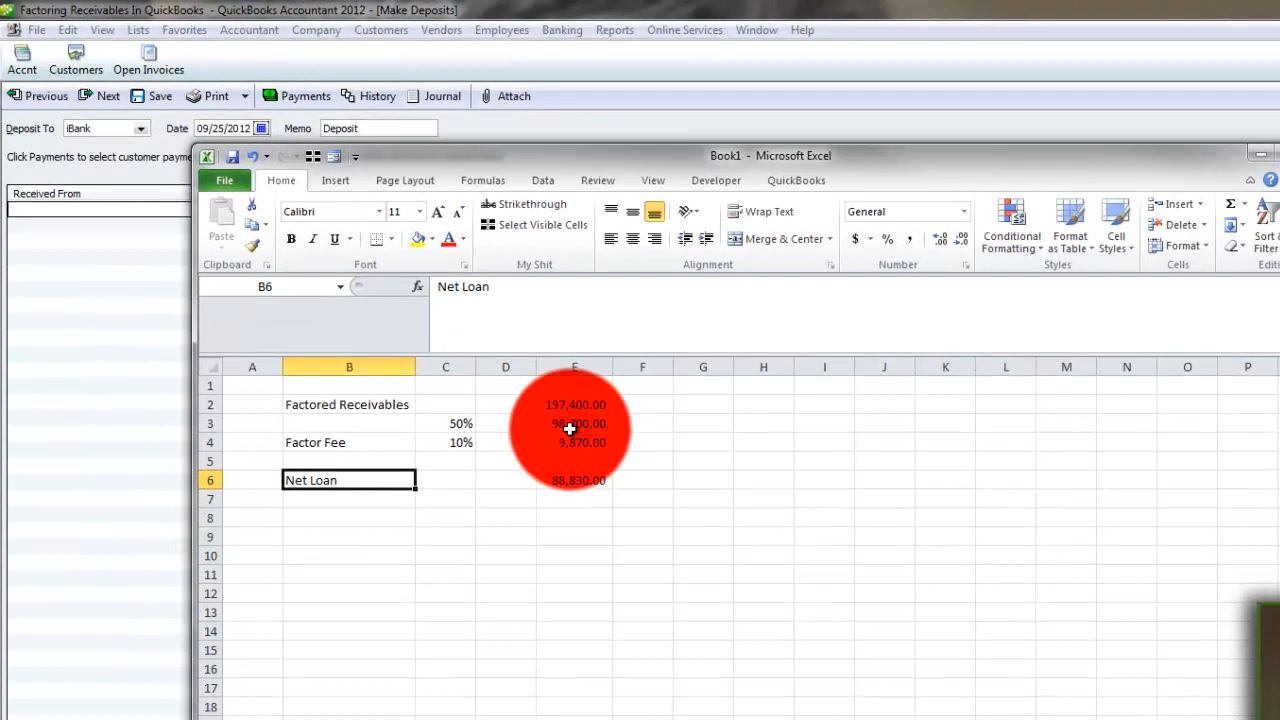 Factoring Receivables In QuickBooks - QuickBooks Accountant 2012 - [Make Deposits]
File Edit View Lists Favorites Accountant Company Customers Vendors Employees Banking Reports Online Services Window Help
Accnt Customers Open Invoices
Previous Next Save Print Payments History Journal Attach
Deposit To iBank Date 09/25/2012 Memo Deposit
Click Payments to select customer payme
Received From
Book1 - Microsoft Excel
File Home Insert Page Layout Formulas Data Review View Developer QuickBooks
Paste
Calibri 11
abc Strikethrough
Select Visible Cells
Wrap Text
Merge & Center
General
Conditional Formatting
Format as Table
Cell Styles
Insert
Delete
Format
Sort &
Filter
Clipboard Font My Shit Alignment Number Styles Cells Editi
B6 fx Net Loan
A B C D E F G H I J K L M N O P
1
2 Factored Receivables 197,400.00
3 50% 98,700.00
4 Factor Fee 10% 9,870.00
5
6 Net Loan 88,830.00
7
8
9
10
11
12
13
14
15
16
17
18